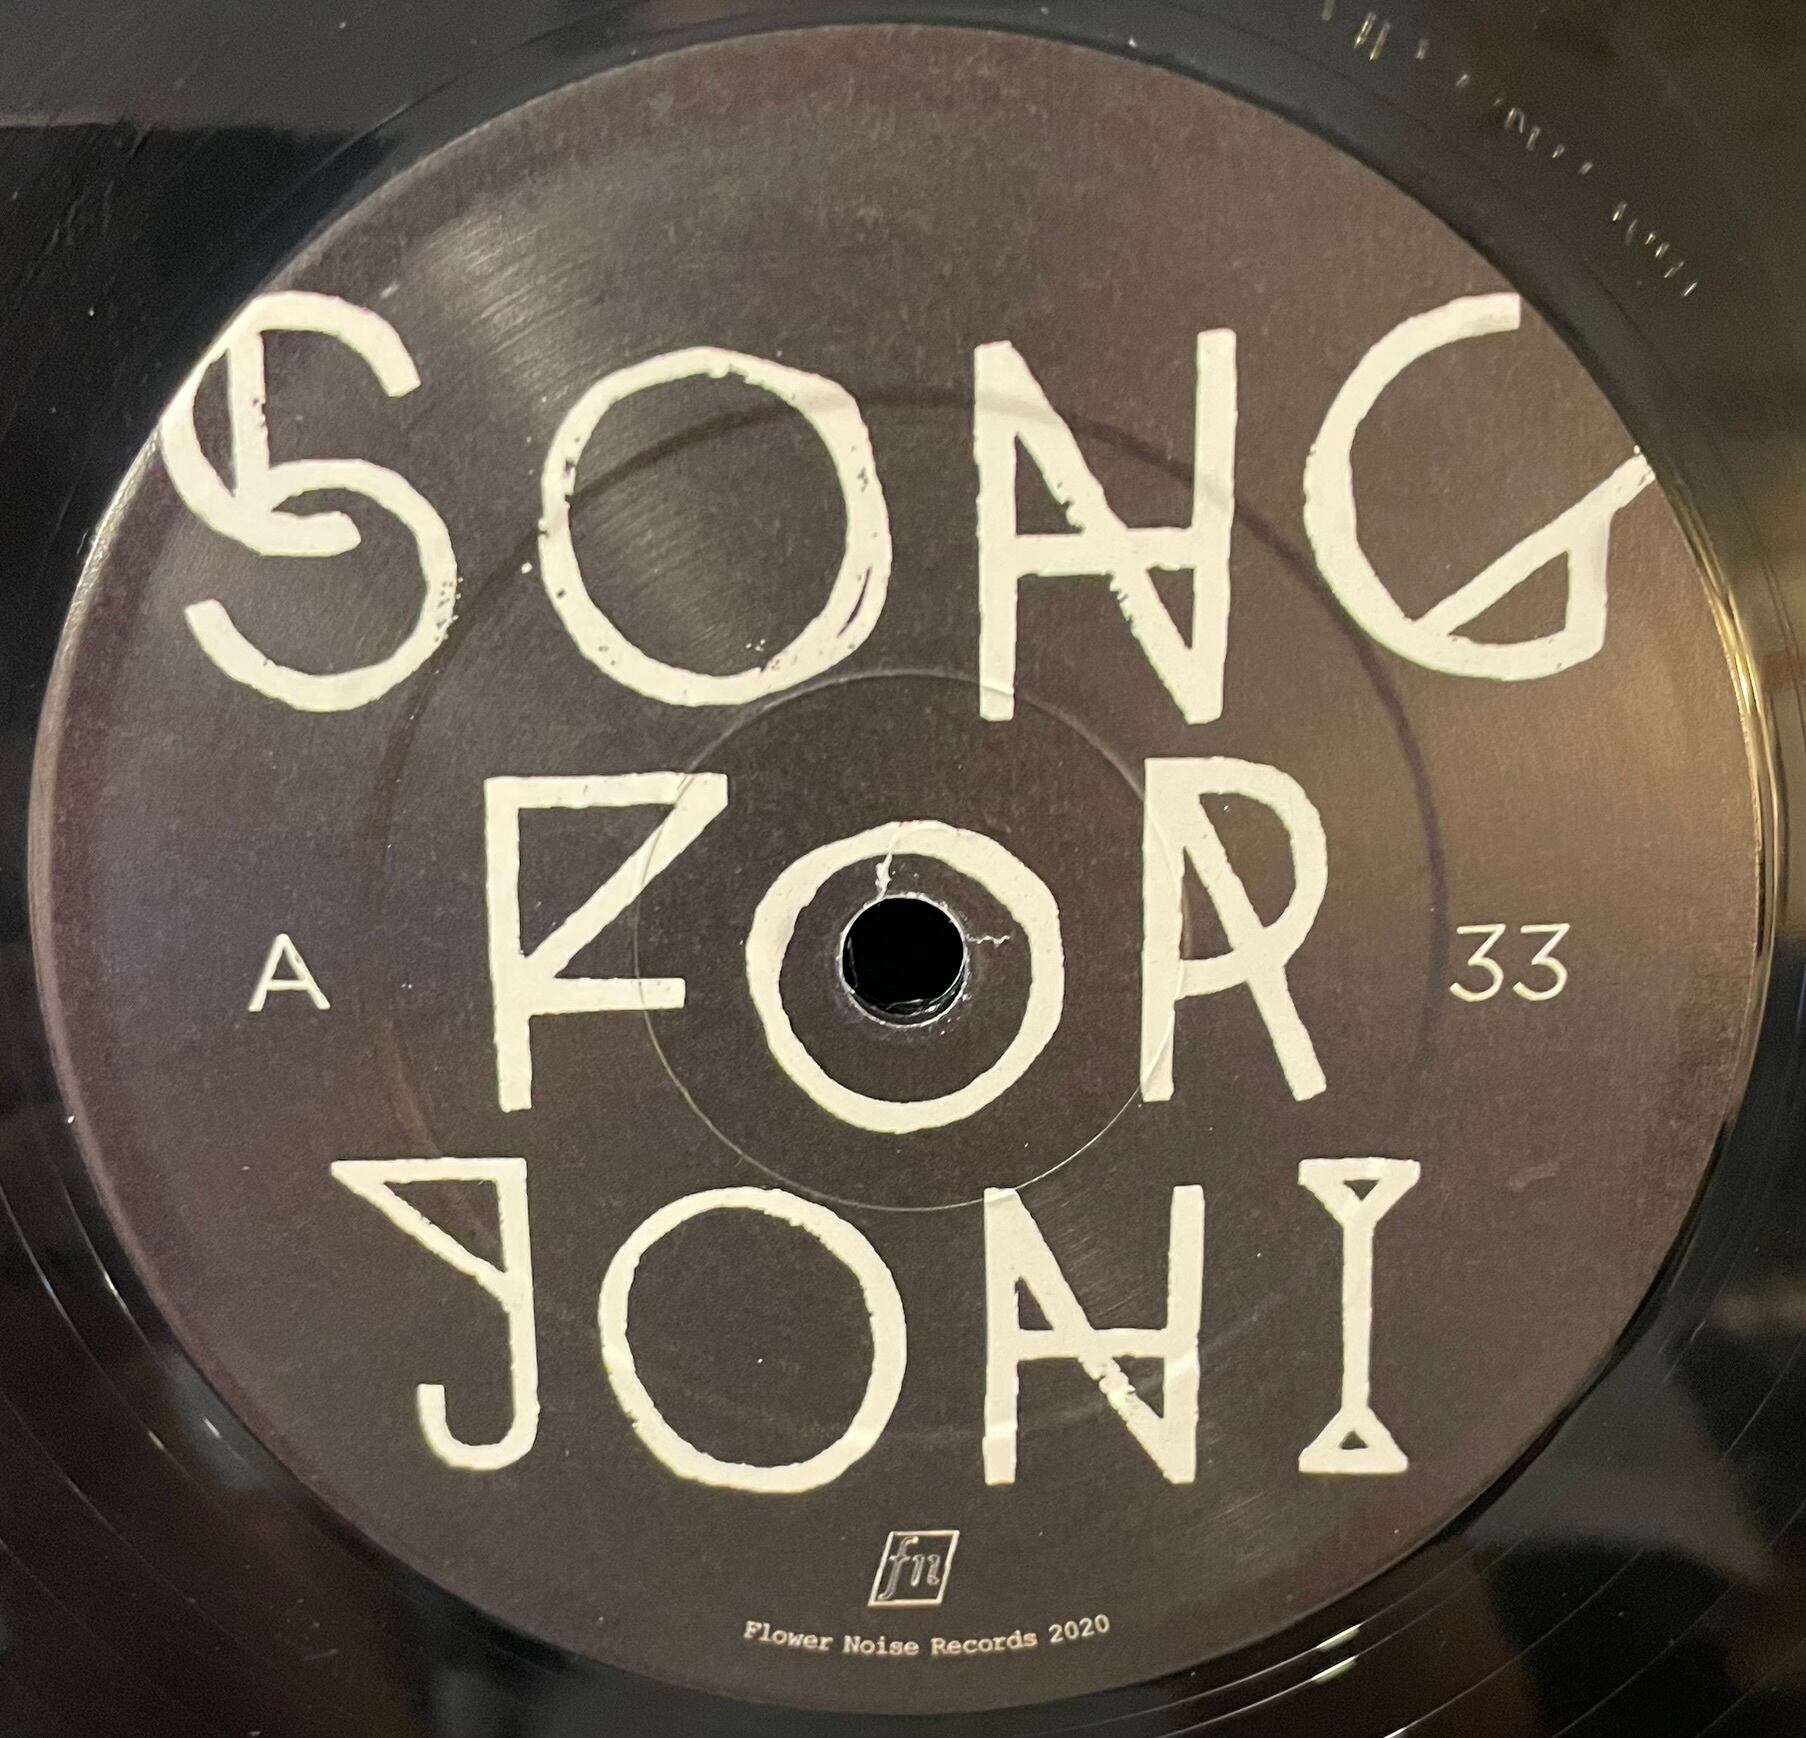 SONG
A FOR 33
JONI
fn
Flower Noise Records 2020